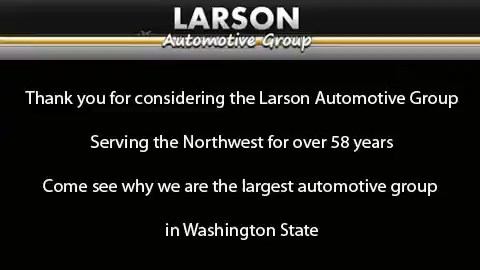 LARSON
Automotive Group
Thank you for considering the Larson Automotive Group
Serving the Northwest for over 58 years
Come see why we are the largest automotive group
in Washington State